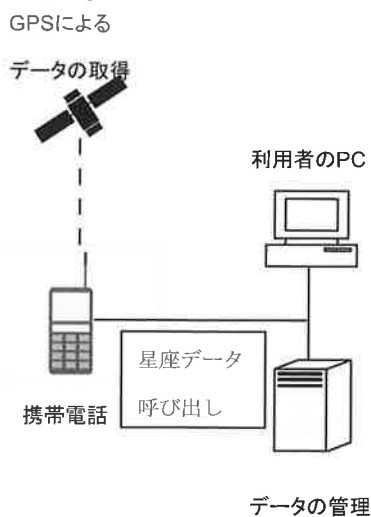 GPSによる
データの取得
利用者のPC
星座データ
呼び出し
携帯電話
データの管理